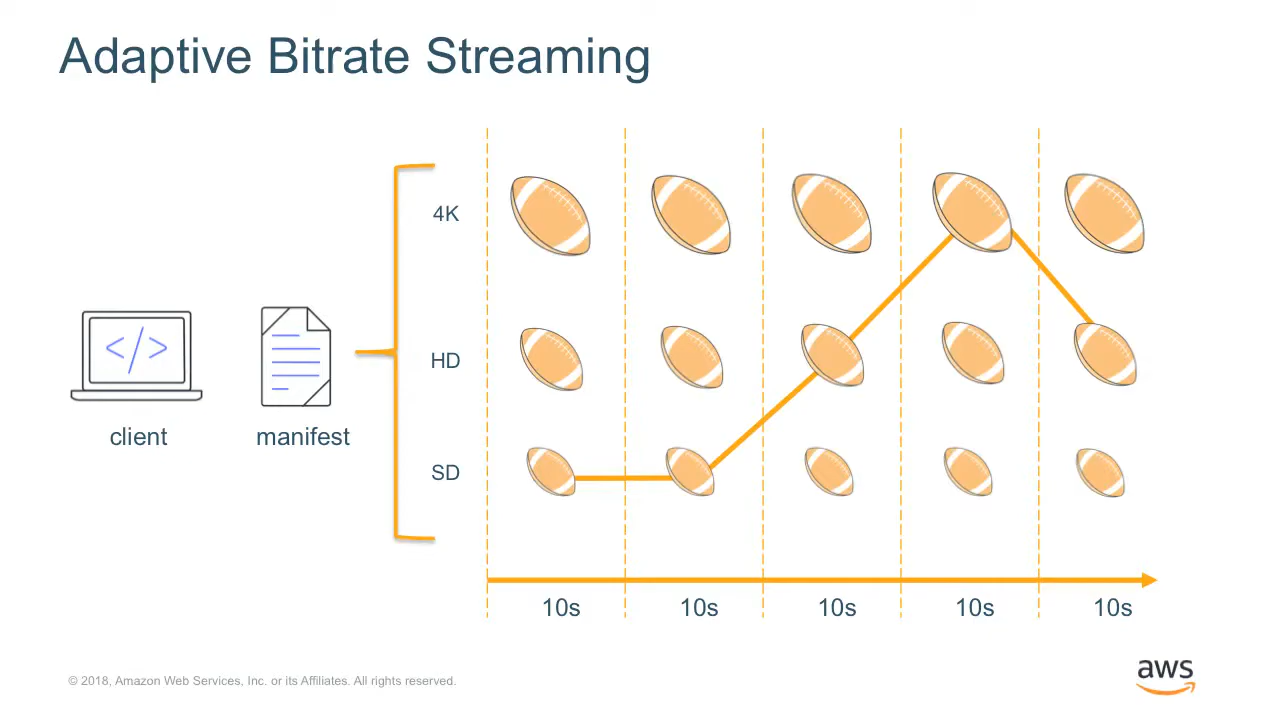 Adaptive Bitrate Streaming
4K
HD
SD
</>
client
manifest
10s 10s 10s 10s 10s
© 2018, Amazon Web Services, Inc. or its Affiliates. All rights reserved.
aws